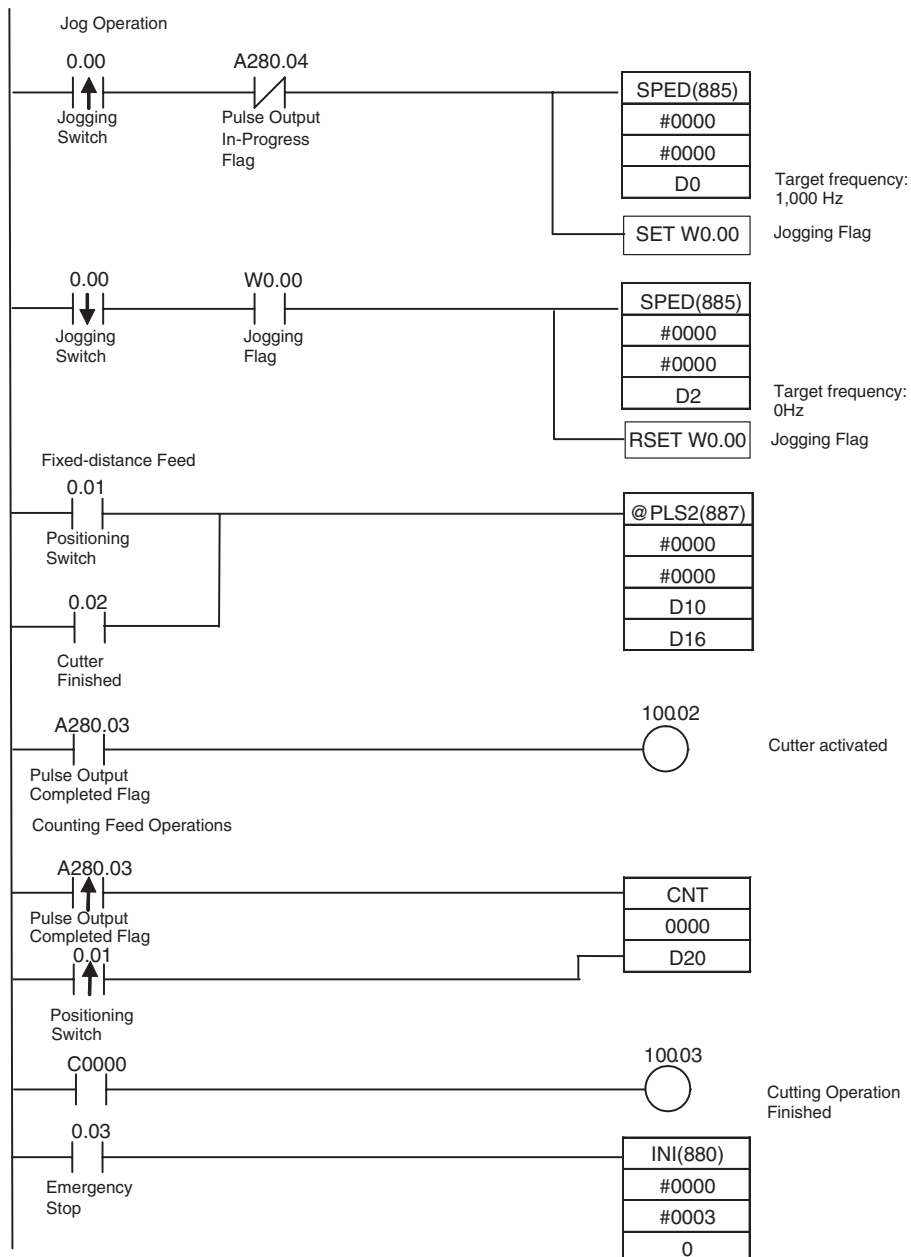 Jog Operation
0.00
A280.04
Jogging
Switch
Pulse Output
In-Progress
Flag
SPED(885)
#0000
#0000
D0
Target frequency:
1,000 Hz
SET W0.00
Jogging Flag
0.00
W0.00
Jogging
Switch
Jogging
Flag
SPED(885)
#0000
#0000
D2
Target frequency:
0Hz
RSET W0.00
Jogging Flag
Fixed-distance Feed
0.01
Positioning
Switch
@PLS2(887)
#0000
#0000
D10
D16
0.02
Cutter
Finished
A280.03
Pulse Output
Completed Flag
100.02
Cutter activated
Counting Feed Operations
A280.03
Pulse Output
Completed Flag
CNT
0000
D20
0.01
Positioning
Switch
C0000
100.03
Cutting Operation
Finished
0.03
Emergency
Stop
INI(880)
#0000
#0003
0